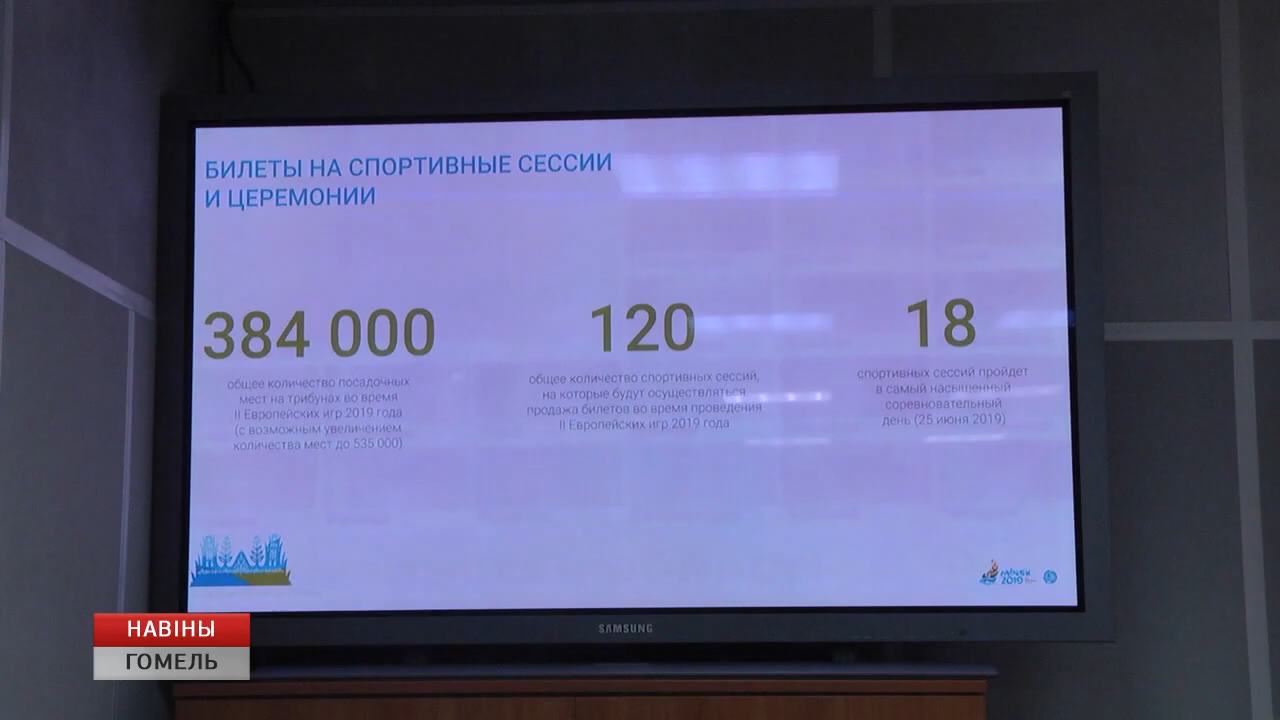 БИЛЕТЫ НА СПОРТИВНЫЕ СЕССИИ
И ЦЕРЕМОНИИ
384 000
общее количество посадочных
мест на трибунах во время
II Европейских игр 2019 года
(с возможным увеличением
количества мест до 535 000)
120
общее количество спортивных сессий,
на которые будут осуществляться
продажа билетов во время проведения
II Европейских игр 2019 года
18
спортивных сессий пройдет
в самый насыщенный
соревновательный
день (25 июня 2019)
MINSK
2019
SAMSUNG
НАВІНЫ
ГОМЕЛЬ